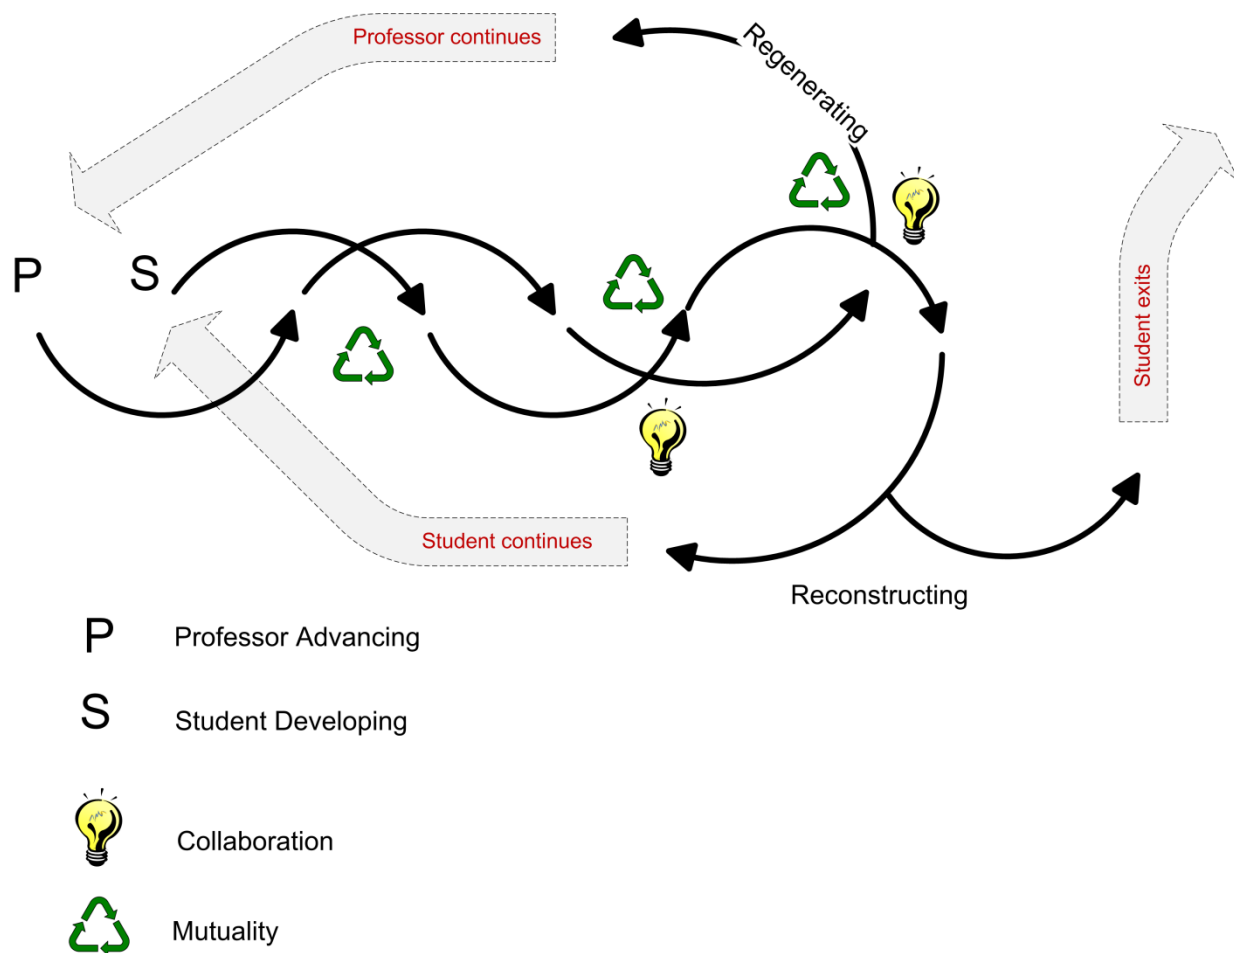 Professor continues
Regenerating
P
S
Student exits
Student continues
Reconstructing
P Professor Advancing
S Student Developing
Collaboration
Mutuality